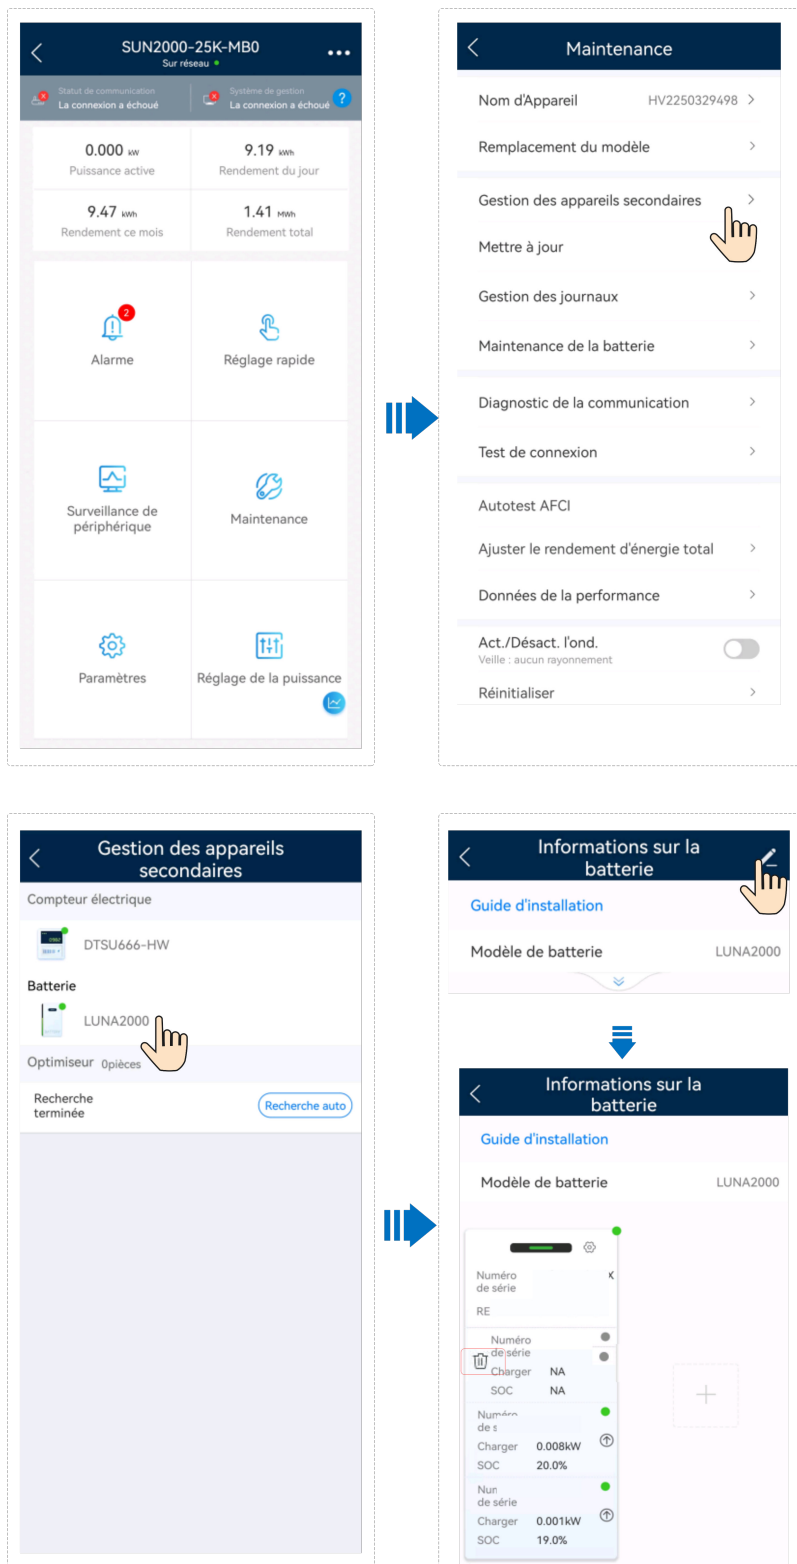 SUN2000-25K-MB0
Sur réseau
Statut de communication
La connexion a échoué
Système de gestion
La connexion a échoué
?
0.000 kW
Puissance active
9.19 kWh
Rendement du jour
9.47 kWh
Rendement ce mois
1.41 MWh
Rendement total
2
Alarme
Réglage rapide
Surveillance de
périphérique
Maintenance
Paramètres
Réglage de la puissance
Maintenance
Nom d'Appareil
HV2250329498
Remplacement du modèle
Gestion des appareils secondaires
Mettre à jour
Gestion des journaux
Maintenance de la batterie
Diagnostic de la communication
Test de connexion
Autotest AFCI
Ajuster le rendement d'énergie total
Données de la performance
Act./Désact. l'ond.
Veille : aucun rayonnement
Réinitialiser
Gestion des appareils
secondaires
Compteur électrique
DTSU666-HW
Batterie
LUNA2000
Optimiseur 0pièces
Recherche
terminée
Recherche auto
Informations sur la
batterie
Guide d'installation
Modèle de batterie
LUNA2000
Informations sur la
batterie
Guide d'installation
Modèle de batterie
LUNA2000
Numéro
de série
RE
Numéro
de série
Charger NA
SOC NA
Numéro
de s
Charger 0.008kW
SOC 20.0%
Nun
de série
Charger 0.001kW
SOC 19.0%